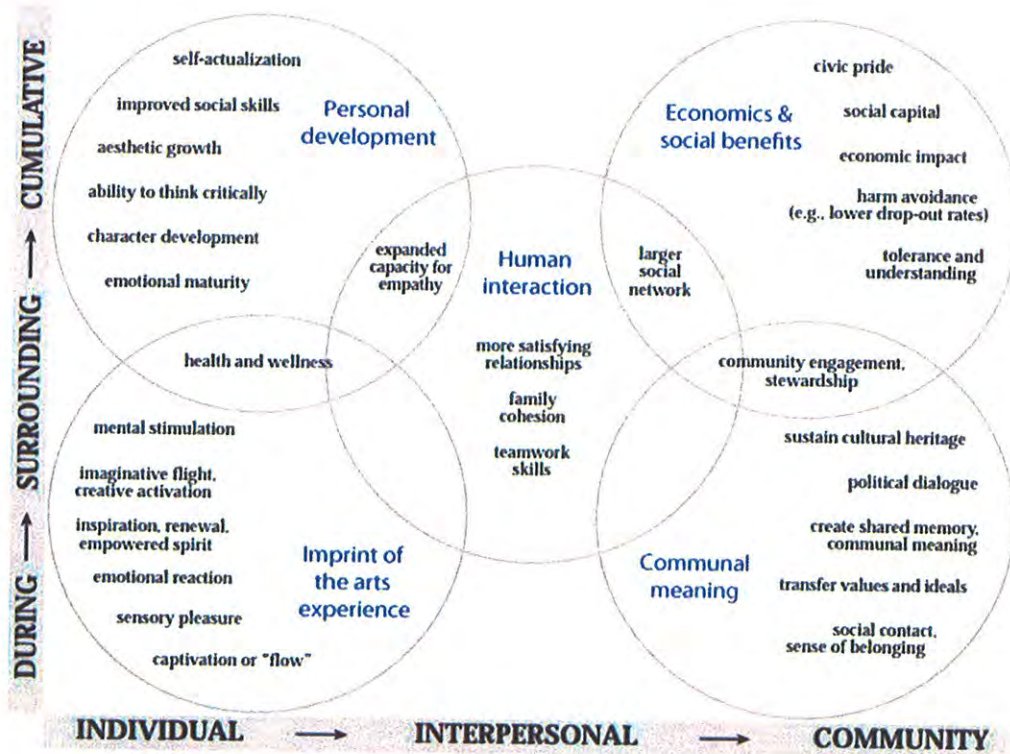 CUMULATIVE
SURROUNDING
DURING
self-actualization
improved social skills
aesthetic growth
ability to think critically
character development
emotional maturity
Personal
development
expanded
capacity for
empathy
health and wellness
mental stimulation
imaginative flight,
creative activation
inspiration, renewal,
empowered spirit
emotional reaction
sensory pleasure
captivation or "flow"
Imprint of
the arts
experience
Human
interaction
more satisfying
relationships
family
cohesion
teamwork
skills
Economics &
social benefits
civic pride
social capital
economic impact
harm avoidance
(e.g., lower drop-out rates)
tolerance and
understanding
larger
social
network
community engagement,
stewardship
sustain cultural heritage
political dialogue
create shared memory,
communal meaning
transfer values and ideals
social contact,
sense of belonging
Communal
meaning
INDIVIDUAL → INTERPERSONAL → COMMUNITY